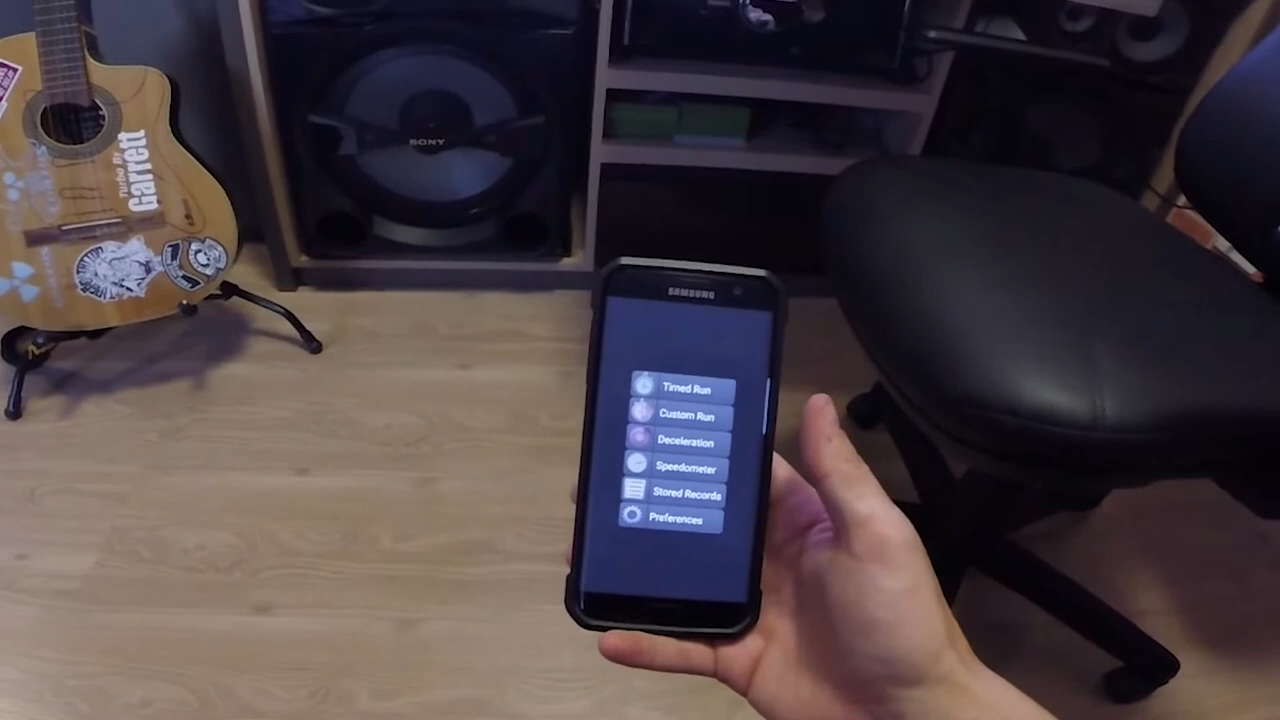 Turbo By
Garrett
SONY
SAMSUNG
Timed Run
Custom Run
Deceleration
Speedometer
Stored Records
Preferences